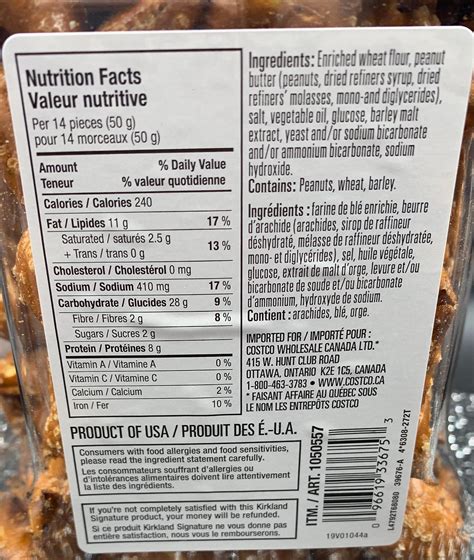 Nutrition Facts
Valeur nutritive
Per 14 pieces (50 g)
pour 14 morceaux (50 g)
Amount % Daily Value
Teneur % valeur quotidienne
Calories / Calories 240
Fat / Lipides 11 g 17 %
Saturated / saturés 2.5 g
+ Trans / trans 0 g 13 %
Cholesterol / Cholestérol 0 mg
Sodium / Sodium 410 mg 17 %
Carbohydrate / Glucides 28 g 9 %
Fibre / Fibres 2 g 8 %
Sugars / Sucres 2 g
Protein / Protéines 8 g
Vitamin A / Vitamine A 0 %
Vitamin C / Vitamine C 0 %
Calcium / Calcium 2 %
Iron / Fer 10 %
Ingredients: Enriched wheat flour, peanut
butter (peanuts, dried refiners syrup, dried
refiners' molasses, mono-and diglycerides),
salt, vegetable oil, glucose, barley malt
extract, yeast and/or sodium bicarbonate
and/or ammonium bicarbonate, sodium
hydroxide.
Contains: Peanuts, wheat, barley.
Ingrédients : farine de blé enrichie, beurre
d'arachide (arachides, sirop de raffineur
déshydraté, mélasse de raffineur déshydratée,
mono- et diglycérides), sel, huile végétale,
glucose, extrait de malt d'orge, levure et/ou
bicarbonate de soude et/ou bicarbonate
d'ammonium, hydroxyde de sodium.
Contient : arachides, blé, orge.
IMPORTED FOR / IMPORTÉ POUR :
COSTCO WHOLESALE CANADA LTD.*
415 W. HUNT CLUB ROAD
OTTAWA, ONTARIO K2E 1C5, CANADA
1-800-463-3783 • WWW.COSTCO.CA
* FAISANT AFFAIRE AU QUÉBEC SOUS
LE NOM LES ENTREPÔTS COSTCO
PRODUCT OF USA / PRODUIT DES É.-U.A.
Consumers with food allergies and food sensitivities,
please read the ingredient statement carefully.
Les consommateurs souffrant d'allergies ou
d'intolérances alimentaires doivent lire attentivement
la liste des ingrédients.
If you're not completely satisfied with this Kirkland
Signature product, your money will be refunded.
Si ce produit Kirkland Signature ne vous donne pas
entière satisfaction, nous vous le rembourserons.
ITM. / ART. 1050557
0 96619 33675 3
19V01044a
L4792T68080 39676-A 4*6308-272T